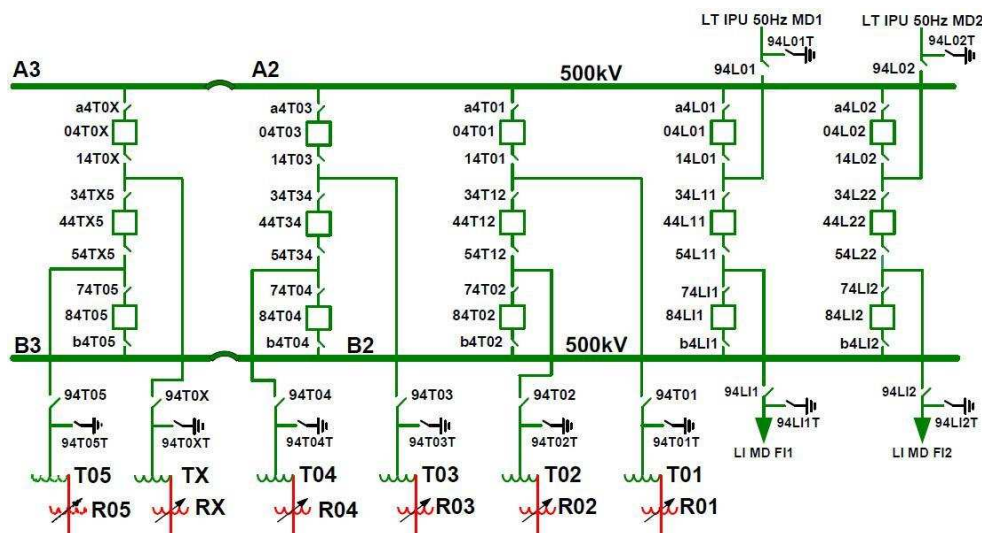 LT IPU 50Hz MD1 LT IPU 50Hz MD2
94L01T 94L02T
94L01 94L02
A3 A2 500kV
a4T0X a4T03 a4T01 a4L01 a4L02
04T0X 04T03 04T01 04L01 04L02
14T0X 14T03 14T01 14L01 14L02
34TX5 34T34 34T12 34L11 34L22
44TX5 44T34 44T12 44L11 44L22
54TX5 54T34 54T12 54L11 54L22
74T05 74T04 74T02 74LI1 74LI2
84T05 84T04 84T02 84LI1 84LI2
b4T05 b4T04 b4T02 b4LI1 b4LI2
B3 B2 500kV
94T05 94T0X 94T04 94T03 94T02 94T01 94LI1 94LI2
94T05T 94T0XT 94T04T 94T03T 94T02T 94T01T 94LI1T 94LI2T
LI MD FI1 LI MD FI2
T05 TX T04 T03 T02 T01
R05 RX R04 R03 R02 R01